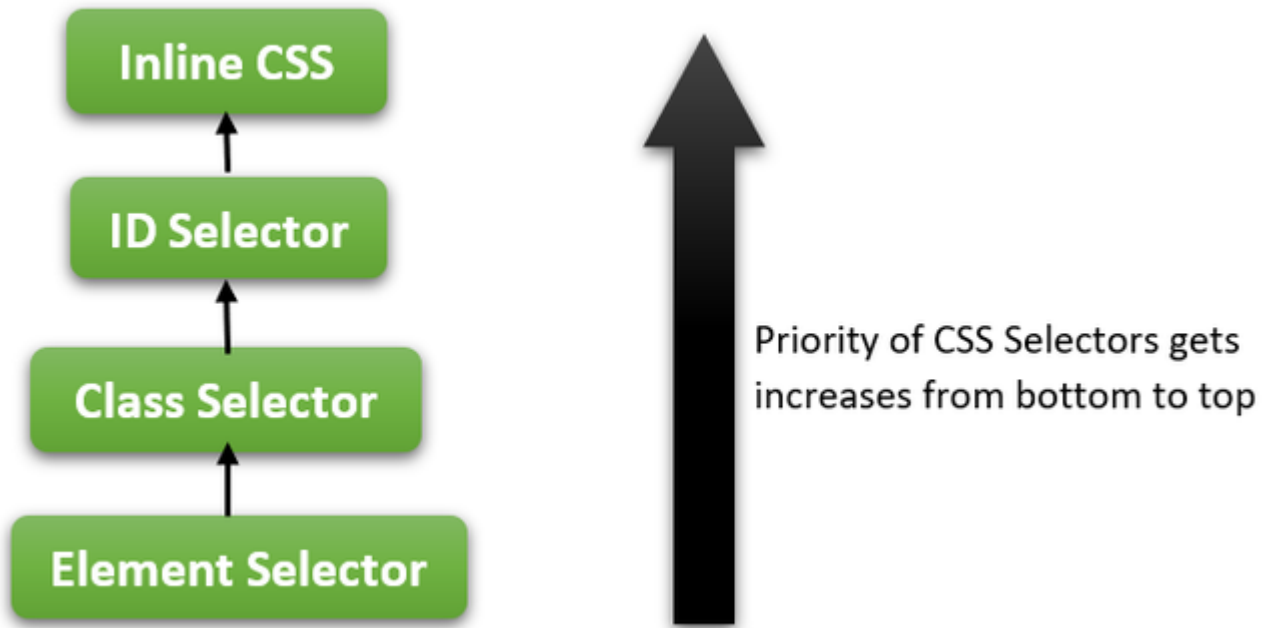 Inline CSS
ID Selector
Class Selector
Element Selector
Priority of CSS Selectors gets
increases from bottom to top